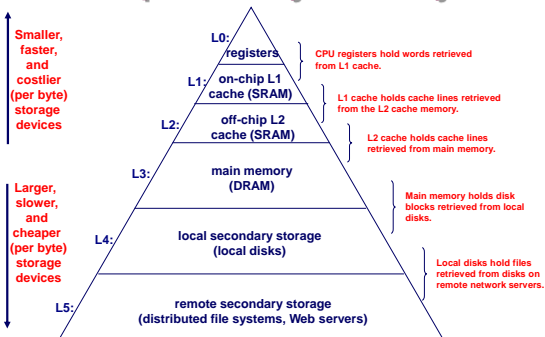 Smaller,
faster,
and
costlier
(per byte)
storage
devices
Larger,
slower,
and
cheaper
(per byte)
storage
devices
L0:
registers
L1:
on-chip L1
cache (SRAM)
L2:
off-chip L2
cache (SRAM)
L3:
main memory
(DRAM)
L4:
local secondary storage
(local disks)
L5:
remote secondary storage
(distributed file systems, Web servers)
CPU registers hold words retrieved
from L1 cache.
L1 cache holds cache lines retrieved
from the L2 cache memory.
L2 cache holds cache lines
retrieved from main memory.
Main memory holds disk
blocks retrieved from local
disks.
Local disks hold files
retrieved from disks on
remote network servers.